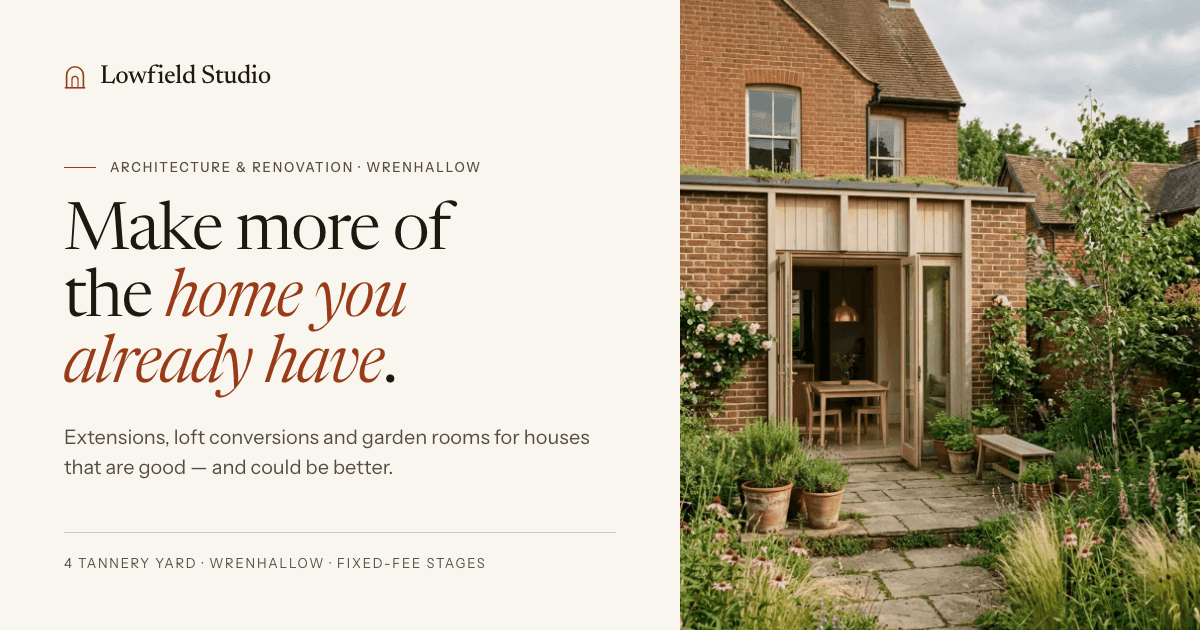 Lowfield Studio
ARCHITECTURE & RENOVATION · WRENHALLOW
Make more of
the home you
already have.
Extensions, loft conversions and garden rooms for houses
that are good — and could be better.
4 TANNERY YARD · WRENHALLOW · FIXED-FEE STAGES